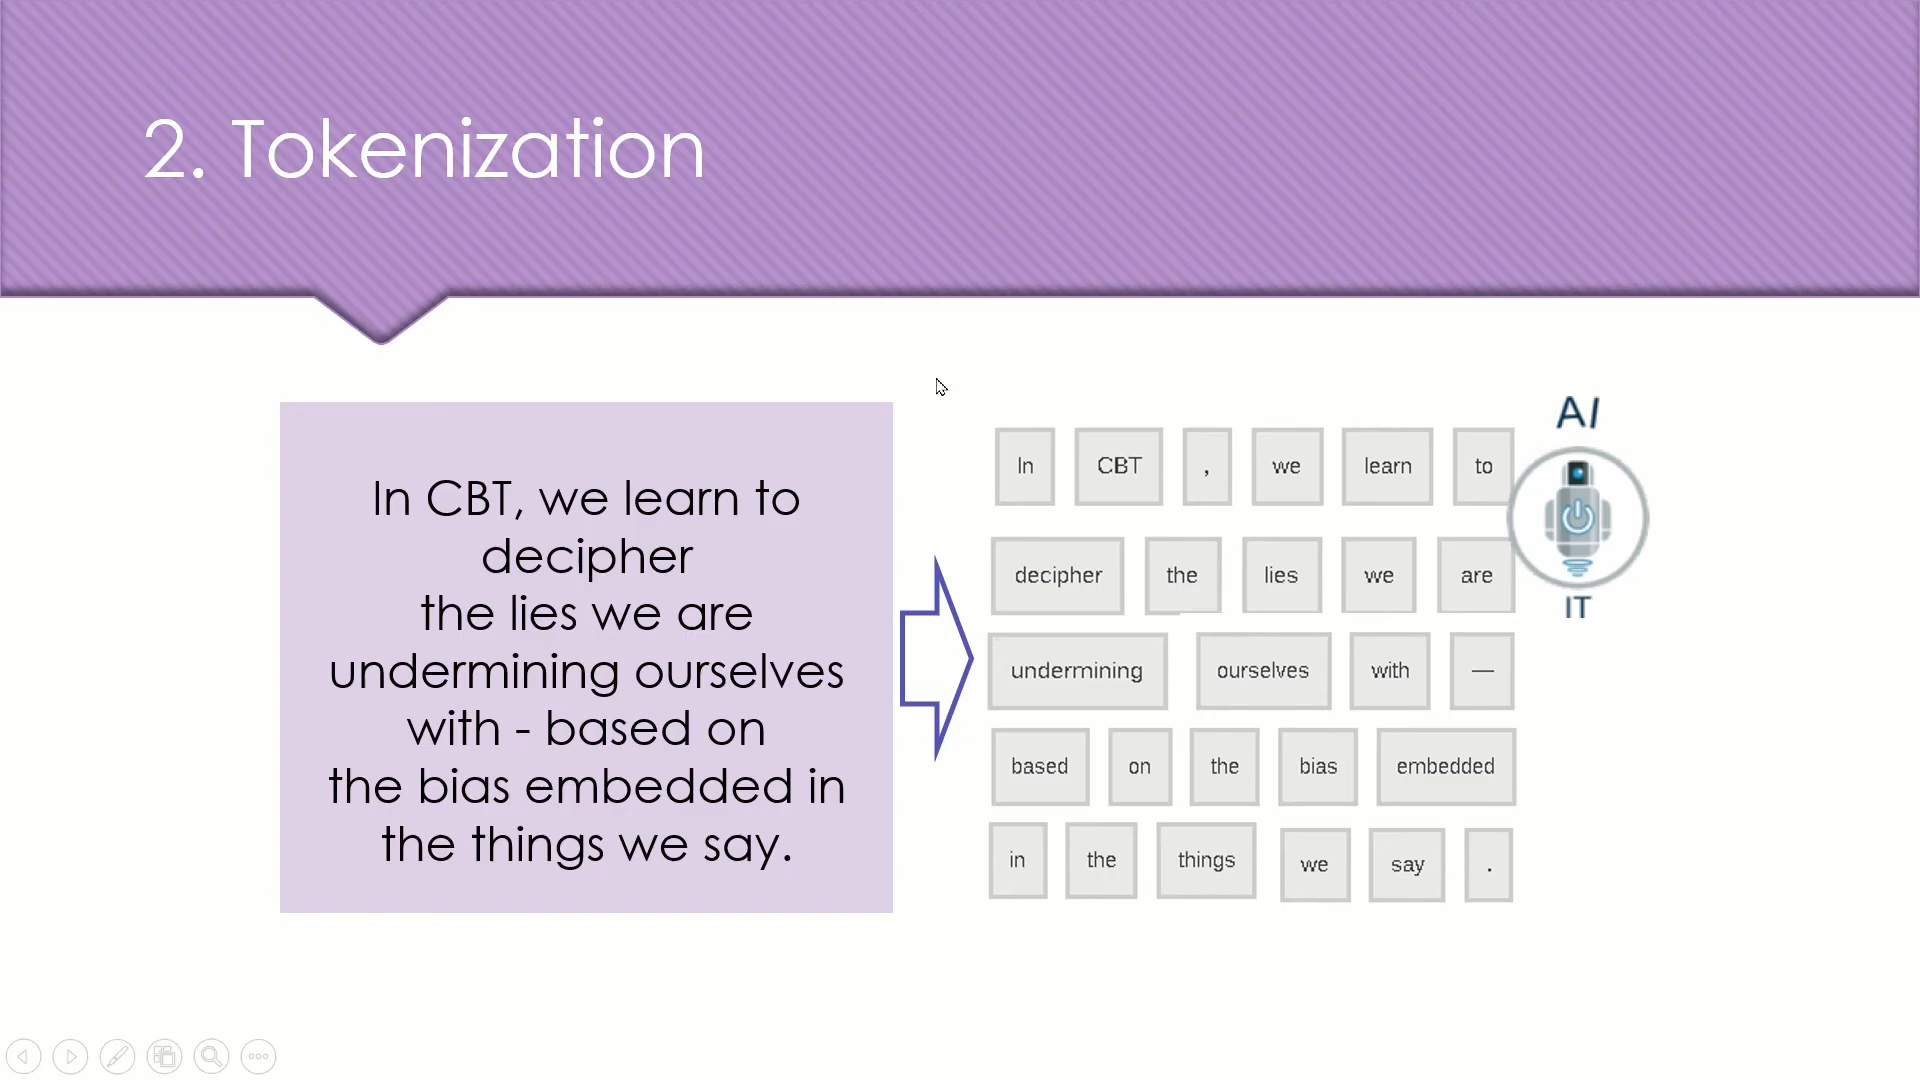 2. Tokenization
In CBT, we learn to
decipher
the lies we are
undermining ourselves
with - based on
the bias embedded in
the things we say.
In CBT , we learn to
decipher the lies we are
undermining ourselves with —
based on the bias embedded
in the things we say .
AI
IT